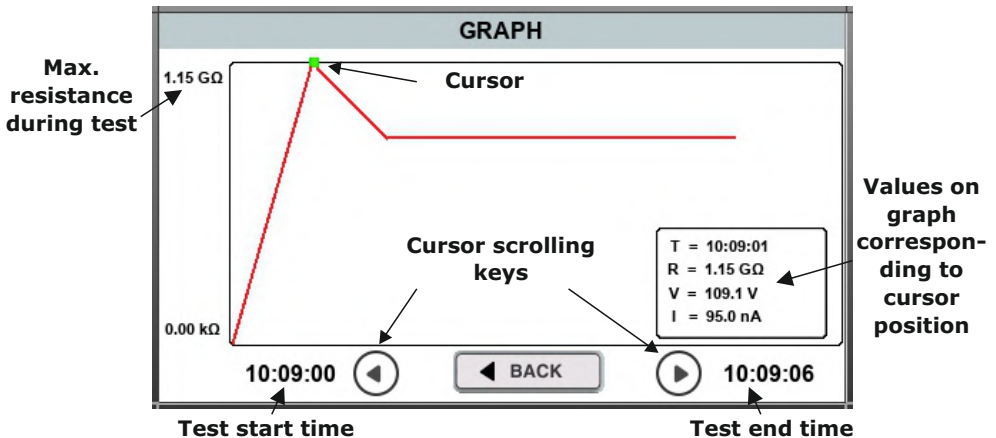 GRAPH
Max.
resistance
during test
1.15 GΩ
Cursor
Values on
graph
correspon-
ding to
cursor
position
Cursor scrolling
keys
T = 10:09:01
R = 1.15 GΩ
V = 109.1 V
I = 95.0 nA
0.00 kΩ
10:09:00
BACK
10:09:06
Test start time
Test end time